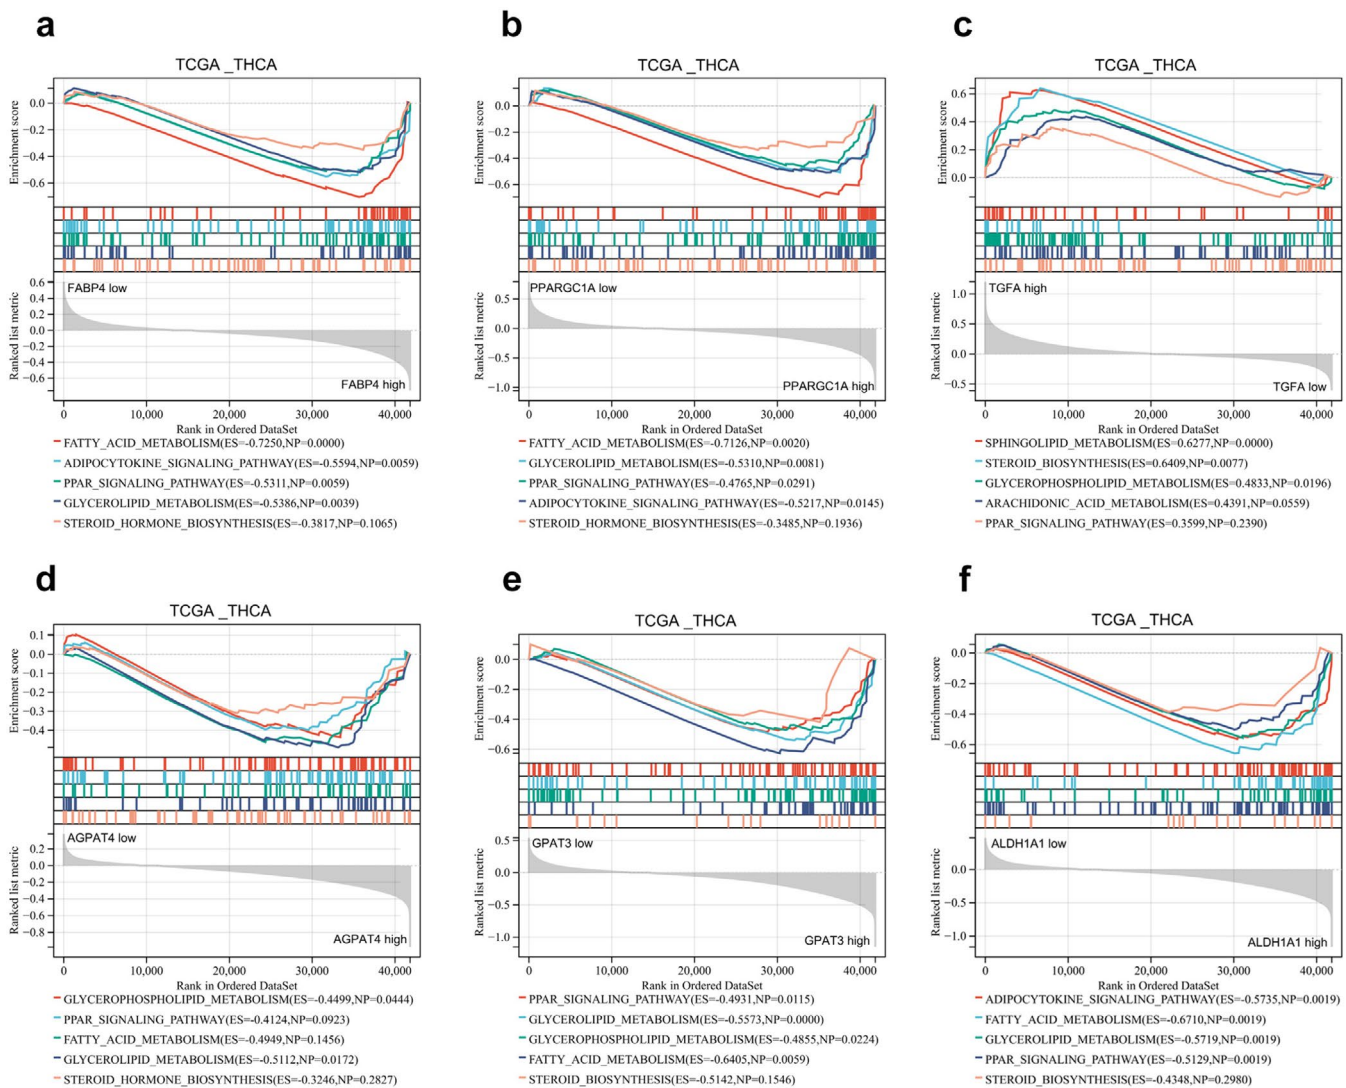 a
TCGA _THCA
Enrichment score
0.0
−0.2
−0.4
−0.6
Ranked list metric
0.6
0.4
0.2
0.0
−0.2
−0.4
−0.6
FABP4 low
FABP4 high
0 10,000 20,000 30,000 40,000
Rank in Ordered DataSet
FATTY_ACID_METABOLISM(ES=-0.7250,NP=0.0000)
ADIPOCYTOKINE_SIGNALING_PATHWAY(ES=-0.5594,NP=0.0059)
PPAR_SIGNALING_PATHWAY(ES=-0.5311,NP=0.0059)
GLYCEROLIPID_METABOLISM(ES=-0.5386,NP=0.0039)
STEROID_HORMONE_BIOSYNTHESIS(ES=-0.3817,NP=0.1065)
b
TCGA _THCA
Enrichment score
0.0
−0.2
−0.4
−0.6
Ranked list metric
0.5
0.0
−0.5
−1.0
PPARGC1A low
PPARGC1A high
0 10,000 20,000 30,000 40,000
Rank in Ordered DataSet
FATTY_ACID_METABOLISM(ES=-0.7126,NP=0.0020)
GLYCEROLIPID_METABOLISM(ES=-0.5310,NP=0.0081)
PPAR_SIGNALING_PATHWAY(ES=-0.4765,NP=0.0291)
ADIPOCYTOKINE_SIGNALING_PATHWAY(ES=-0.5217,NP=0.0145)
STEROID_HORMONE_BIOSYNTHESIS(ES=-0.3485,NP=0.1936)
c
TCGA _THCA
Enrichment score
0.6
0.4
0.2
0.0
Ranked list metric
1.0
0.5
0.0
−0.5
TGFA high
TGFA low
0 10,000 20,000 30,000 40,000
Rank in Ordered DataSet
SPHINGOLIPID_METABOLISM(ES=0.6277,NP=0.0000)
STEROID_BIOSYNTHESIS(ES=0.6409,NP=0.0077)
GLYCEROPHOSPHOLIPID_METABOLISM(ES=0.4833,NP=0.0196)
ARACHIDONIC_ACID_METABOLISM(ES=0.4391,NP=0.0559)
PPAR_SIGNALING_PATHWAY(ES=0.3599,NP=0.2390)
d
TCGA _THCA
Enrichment score
0.1
0.0
−0.1
−0.2
−0.3
−0.4
Ranked list metric
0.2
0.0
−0.2
−0.4
−0.6
−0.8
AGPAT4 low
AGPAT4 high
0 10,000 20,000 30,000 40,000
Rank in Ordered DataSet
GLYCEROPHOSPHOLIPID_METABOLISM(ES=-0.4499,NP=0.0444)
PPAR_SIGNALING_PATHWAY(ES=-0.4124,NP=0.0923)
FATTY_ACID_METABOLISM(ES=-0.4949,NP=0.1456)
GLYCEROLIPID_METABOLISM(ES=-0.5112,NP=0.0172)
STEROID_HORMONE_BIOSYNTHESIS(ES=-0.3246,NP=0.2827)
e
TCGA _THCA
Enrichment score
0.0
−0.2
−0.4
−0.6
Ranked list metric
0.5
0.0
−0.5
−1.0
GPAT3 low
GPAT3 high
0 10,000 20,000 30,000 40,000
Rank in Ordered DataSet
PPAR_SIGNALING_PATHWAY(ES=-0.4931,NP=0.0115)
GLYCEROLIPID_METABOLISM(ES=-0.5573,NP=0.0000)
GLYCEROPHOSPHOLIPID_METABOLISM(ES=-0.4855,NP=0.0224)
FATTY_ACID_METABOLISM(ES=-0.6405,NP=0.0059)
STEROID_BIOSYNTHESIS(ES=-0.5142,NP=0.1546)
f
TCGA _THCA
Enrichment score
0.0
−0.2
−0.4
−0.6
Ranked list metric
0.0
−0.5
−1.0
ALDH1A1 low
ALDH1A1 high
0 10,000 20,000 30,000 40,000
Rank in Ordered DataSet
ADIPOCYTOKINE_SIGNALING_PATHWAY(ES=-0.5735,NP=0.0019)
FATTY_ACID_METABOLISM(ES=-0.6710,NP=0.0019)
GLYCEROLIPID_METABOLISM(ES=-0.5719,NP=0.0019)
PPAR_SIGNALING_PATHWAY(ES=-0.5129,NP=0.0019)
STEROID_BIOSYNTHESIS(ES=-0.4348,NP=0.2980)